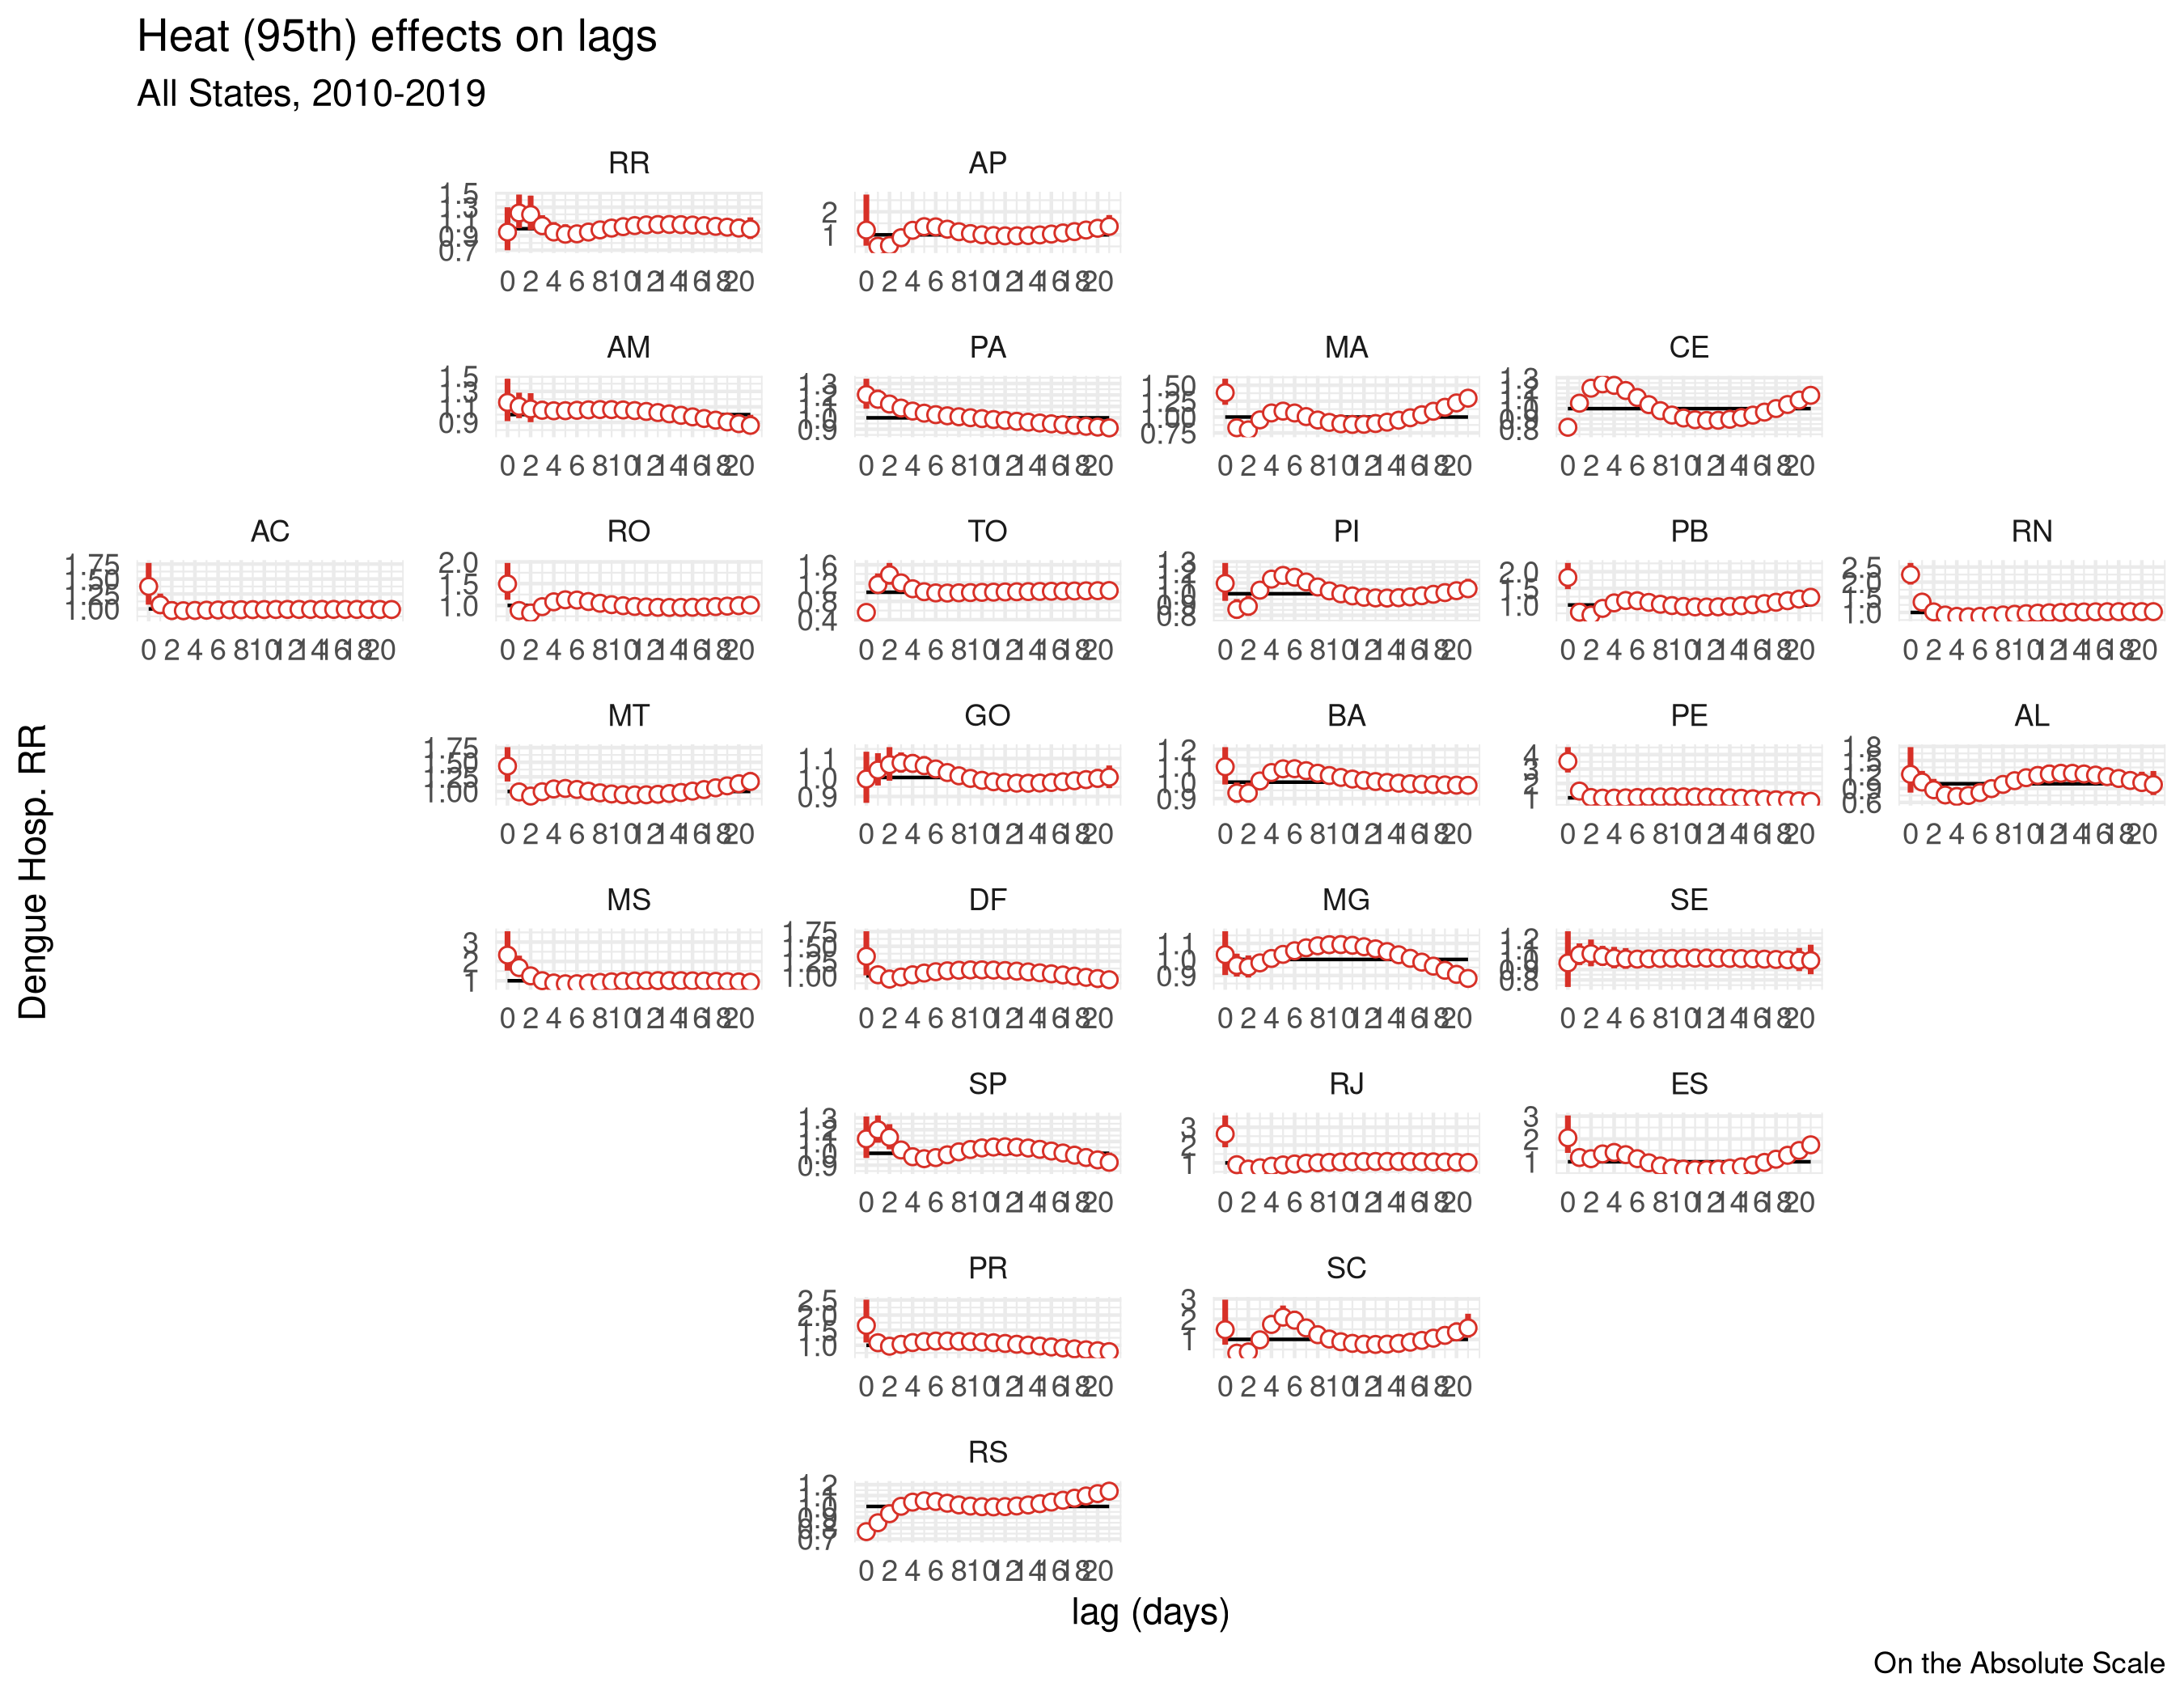 Heat (95th) effects on lags
All States, 2010-2019
RR
1.5
1.3
1.1
0.9
0.7
0 2 4 6 8 10 12 14 16 18 20
AP
2
1
0 2 4 6 8 10 12 14 16 18 20
AM
1.5
1.3
1.1
0.9
0 2 4 6 8 10 12 14 16 18 20
PA
1.3
1.2
1.1
1.0
0.9
0 2 4 6 8 10 12 14 16 18 20
MA
1.50
1.25
1.00
0.75
0 2 4 6 8 10 12 14 16 18 20
CE
1.3
1.2
1.1
1.0
0.9
0.8
0 2 4 6 8 10 12 14 16 18 20
AC
1.75
1.50
1.25
1.00
0 2 4 6 8 10 12 14 16 18 20
RO
2.0
1.5
1.0
0 2 4 6 8 10 12 14 16 18 20
TO
1.6
1.2
0.8
0.4
0 2 4 6 8 10 12 14 16 18 20
PI
1.3
1.2
1.1
1.0
0.9
0.8
0 2 4 6 8 10 12 14 16 18 20
PB
2.0
1.5
1.0
0 2 4 6 8 10 12 14 16 18 20
RN
2.5
2.0
1.5
1.0
0 2 4 6 8 10 12 14 16 18 20
MT
1.75
1.50
1.25
1.00
0 2 4 6 8 10 12 14 16 18 20
GO
1.1
1.0
0.9
0 2 4 6 8 10 12 14 16 18 20
BA
1.2
1.1
1.0
0.9
0 2 4 6 8 10 12 14 16 18 20
PE
4
3
2
1
0 2 4 6 8 10 12 14 16 18 20
AL
1.8
1.5
1.2
0.9
0.6
0 2 4 6 8 10 12 14 16 18 20
MS
3
2
1
0 2 4 6 8 10 12 14 16 18 20
DF
1.75
1.50
1.25
1.00
0 2 4 6 8 10 12 14 16 18 20
MG
1.1
1.0
0.9
0 2 4 6 8 10 12 14 16 18 20
SE
1.2
1.1
1.0
0.9
0.8
0 2 4 6 8 10 12 14 16 18 20
SP
1.3
1.2
1.1
1.0
0.9
0 2 4 6 8 10 12 14 16 18 20
RJ
3
2
1
0 2 4 6 8 10 12 14 16 18 20
ES
3
2
1
0 2 4 6 8 10 12 14 16 18 20
PR
2.5
2.0
1.5
1.0
0 2 4 6 8 10 12 14 16 18 20
SC
3
2
1
0 2 4 6 8 10 12 14 16 18 20
RS
1.2
1.1
1.0
0.9
0.8
0.7
0 2 4 6 8 10 12 14 16 18 20
Dengue Hosp. RR
lag (days)
On the Absolute Scale